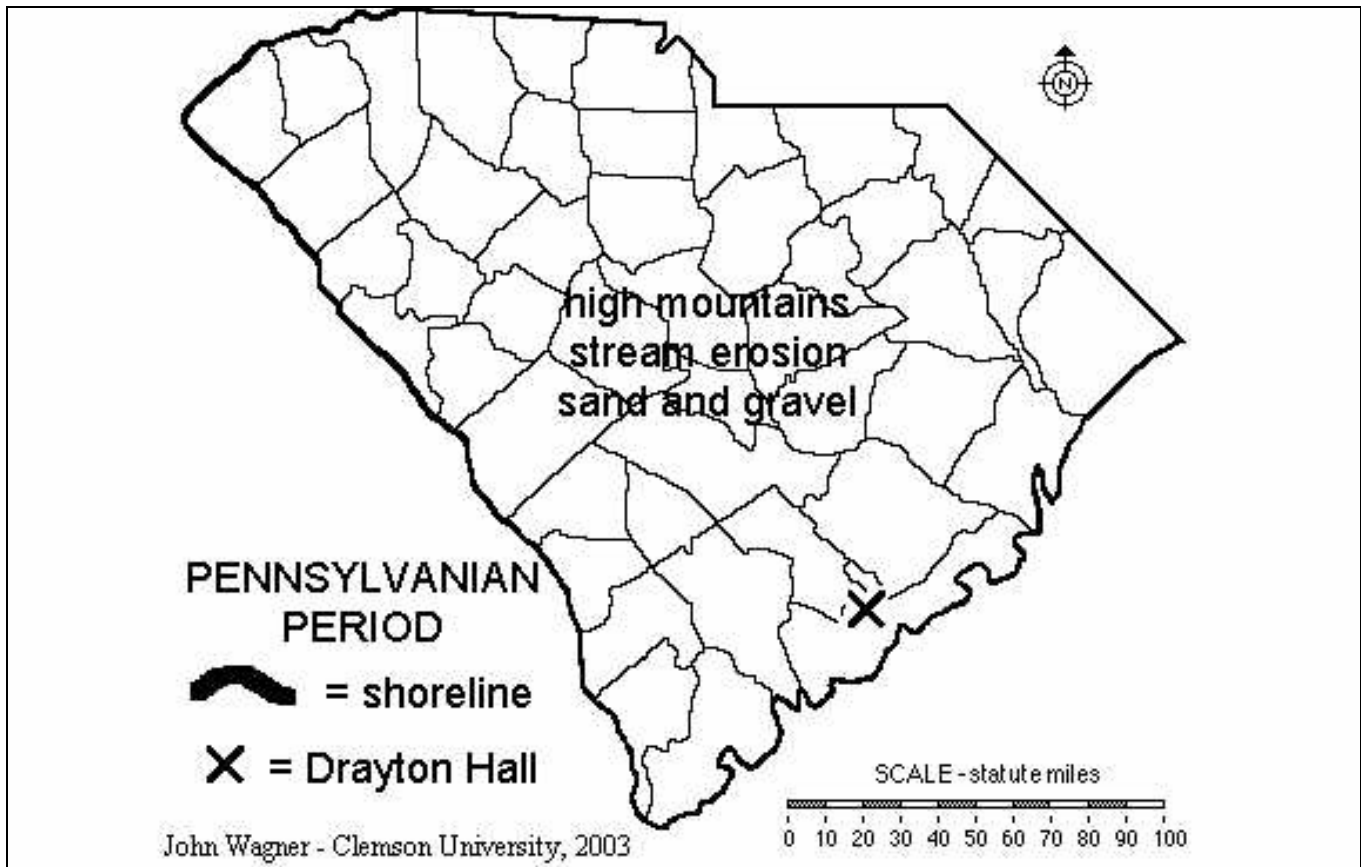 N
high mountains
stream erosion
sand and gravel
PENNSYLVANIAN
PERIOD
= shoreline
= Drayton Hall
SCALE - statute miles
0 10 20 30 40 50 60 70 80 90 100
John Wagner - Clemson University, 2003